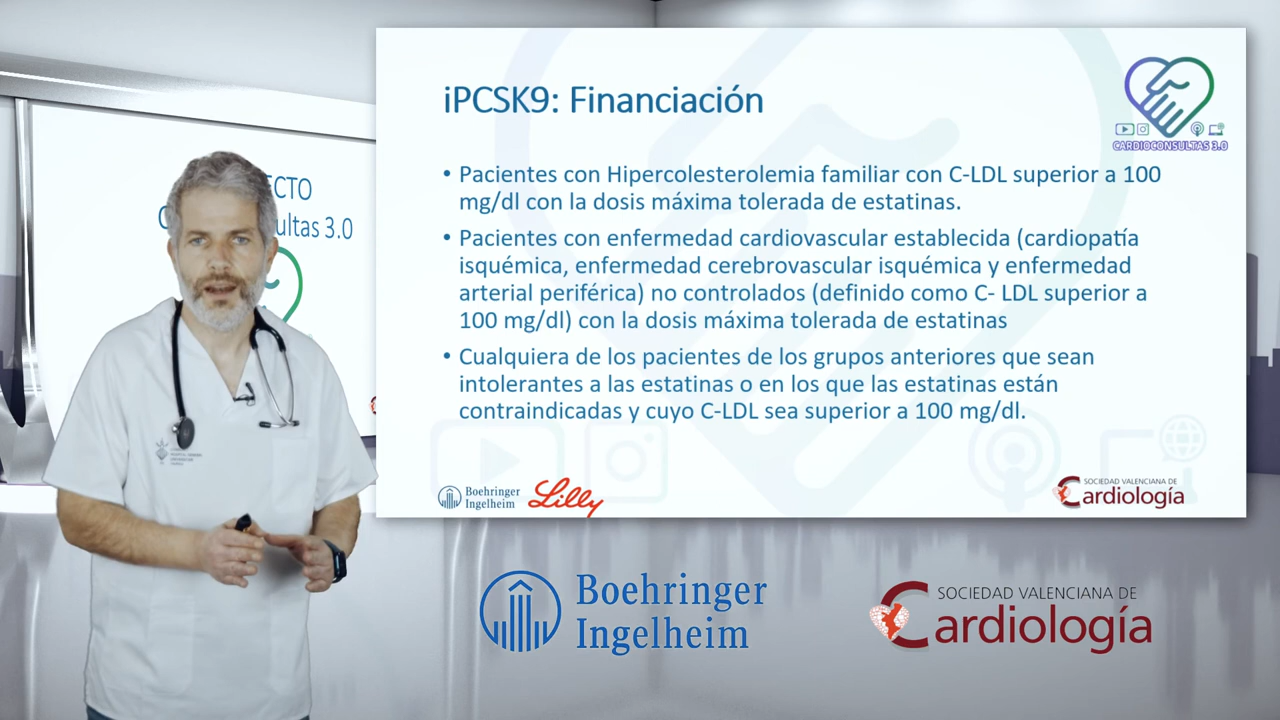 iPCSK9: Financiación
CARDIOCONSULTAS 3.0
• Pacientes con Hipercolesterolemia familiar con C-LDL superior a 100
mg/dl con la dosis máxima tolerada de estatinas.
• Pacientes con enfermedad cardiovascular establecida (cardiopatía
isquémica, enfermedad cerebrovascular isquémica y enfermedad
arterial periférica) no controlados (definido como C- LDL superior a
100 mg/dl) con la dosis máxima tolerada de estatinas
• Cualquiera de los pacientes de los grupos anteriores que sean
intolerantes a las estatinas o en los que las estatinas están
contraindicadas y cuyo C-LDL sea superior a 100 mg/dl.
Boehringer
Ingelheim
Lilly
SOCIEDAD VALENCIANA DE
Cardiología
ECTO
ultas 3.0
Boehringer
Ingelheim
SOCIEDAD VALENCIANA DE
Cardiología